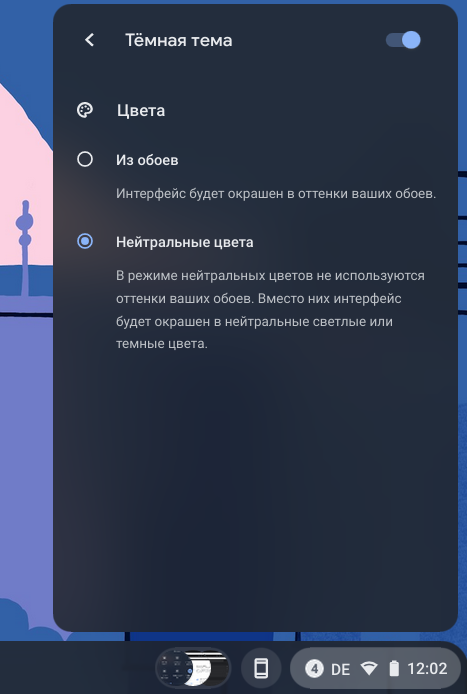 Тёмная тема
Цвета
Из обоев
Интерфейс будет окрашен в оттенки ваших обоев.
Нейтральные цвета
В режиме нейтральных цветов не используются
оттенки ваших обоев. Вместо них интерфейс
будет окрашен в нейтральные светлые или
темные цвета.
4 DE 12:02